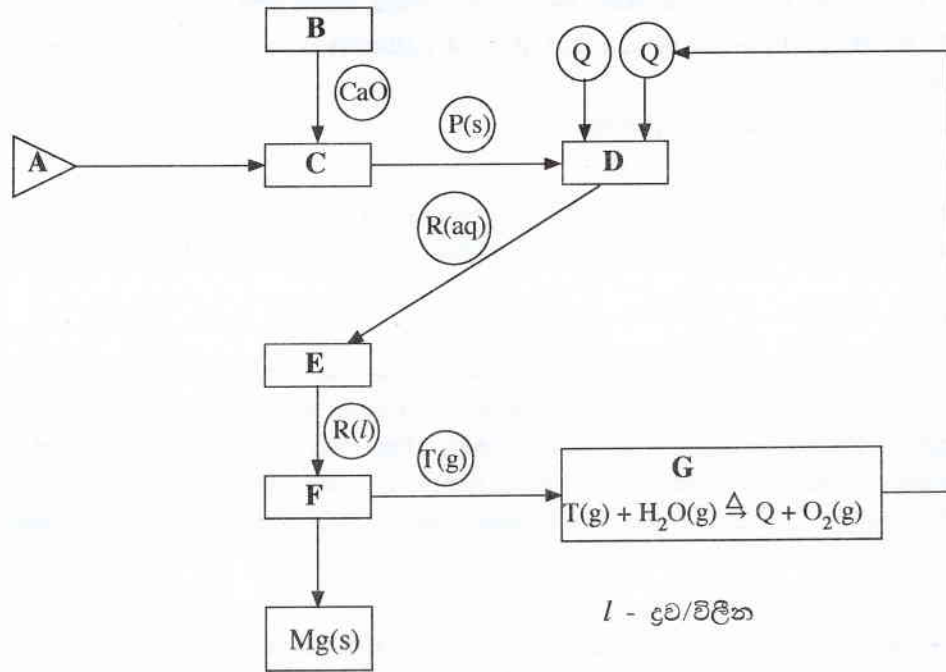 B
Q Q
CaO
P(s)
A
C
D
R(aq)
E
R(l)
T(g)
G
F
T(g) + H₂O(g) △→ Q + O₂(g)
Mg(s)
l - ද්‍රව/විලීන